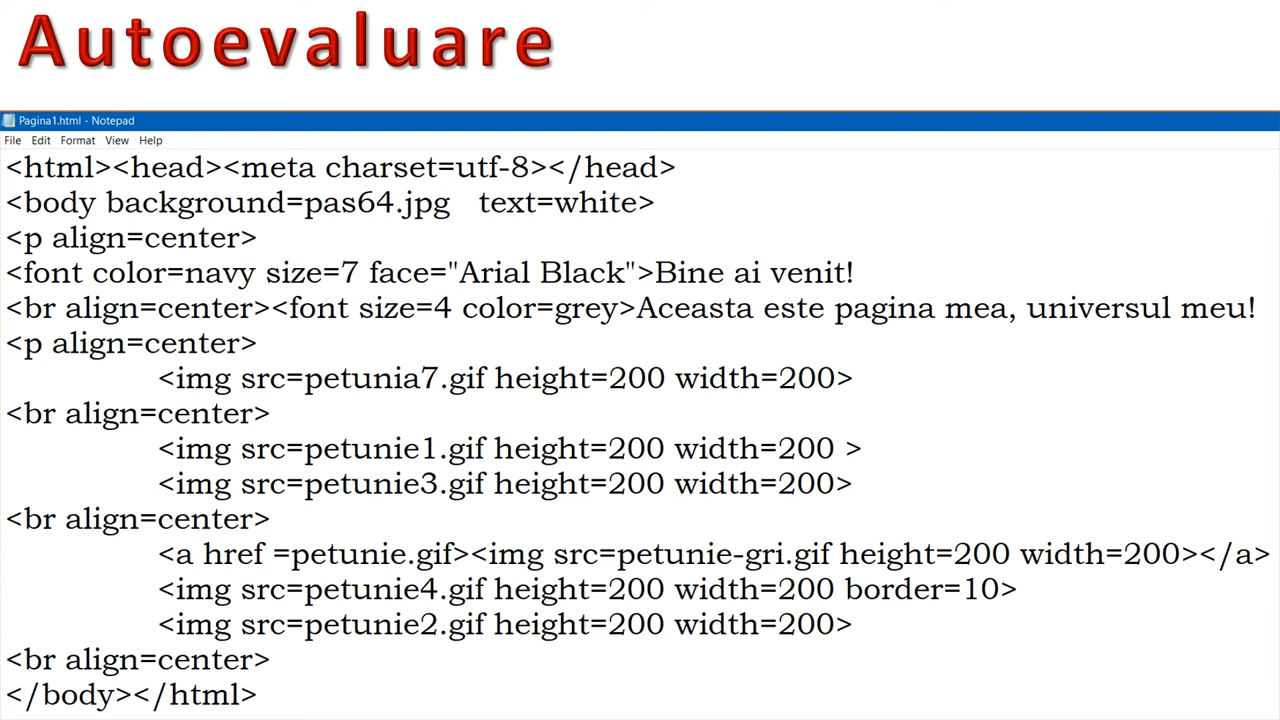 Autoevaluare
Pagina1.html - Notepad
File Edit Format View Help
<html><head><meta charset=utf-8></head>
<body background=pas64.jpg   text=white>
<p align=center>
<font color=navy size=7 face="Arial Black">Bine ai venit!
<br align=center><font size=4 color=grey>Aceasta este pagina mea, universul meu!
<p align=center>
<img src=petunia7.gif height=200 width=200>
<br align=center>
<img src=petunie1.gif height=200 width=200 >
<img src=petunie3.gif height=200 width=200>
<br align=center>
<a href =petunie.gif><img src=petunie-gri.gif height=200 width=200></a>
<img src=petunie4.gif height=200 width=200 border=10>
<img src=petunie2.gif height=200 width=200>
<br align=center>
</body></html>